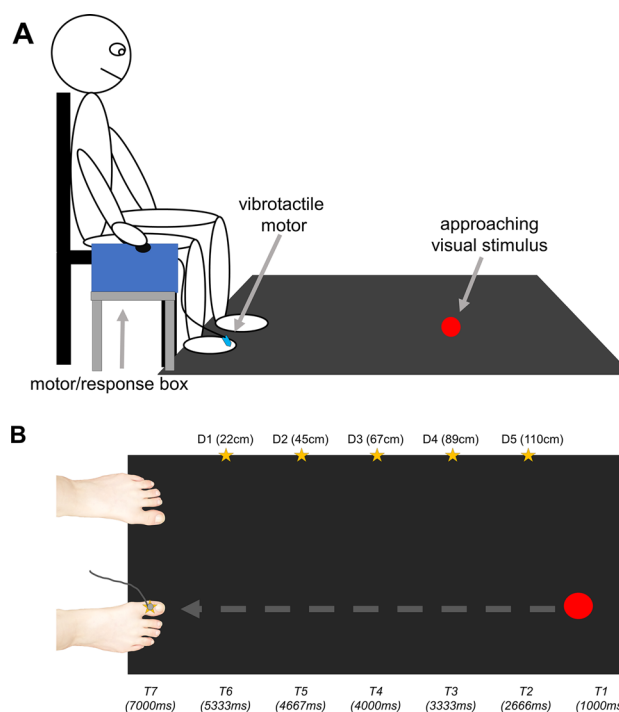 A
vibrotactile
motor
approaching
visual stimulus
motor/response box
B
D1 (22cm) D2 (45cm) D3 (67cm) D4 (89cm) D5 (110cm)
T7 T6 T5 T4 T3 T2 T1
(7000ms) (5333ms) (4667ms) (4000ms) (3333ms) (2666ms) (1000ms)